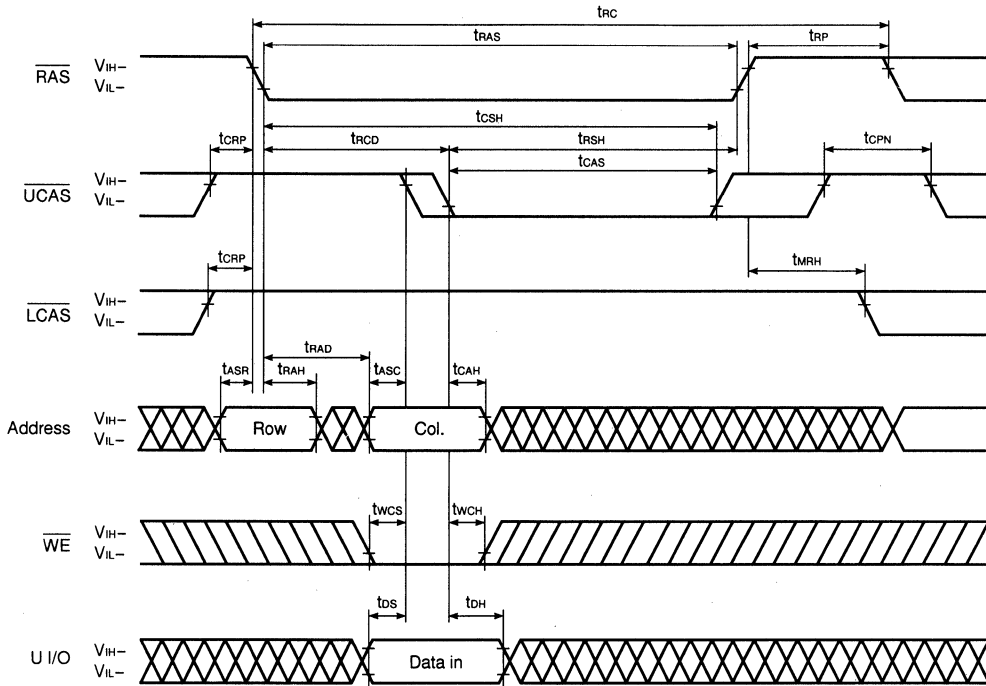 tRC
tRAS
tRP
RAS
VIH–
VIL–
tCSH
tCRP
tRCD
tRSH
tCPN
tCAS
UCAS
VIH–
VIL–
tCRP
tMRH
LCAS
VIH–
VIL–
tRAD
tASR
tRAH
tASC
tCAH
Address
VIH–
VIL–
Row
Col.
tWCS
tWCH
WE
VIH–
VIL–
tDS
tDH
U I/O
VIH–
VIL–
Data in